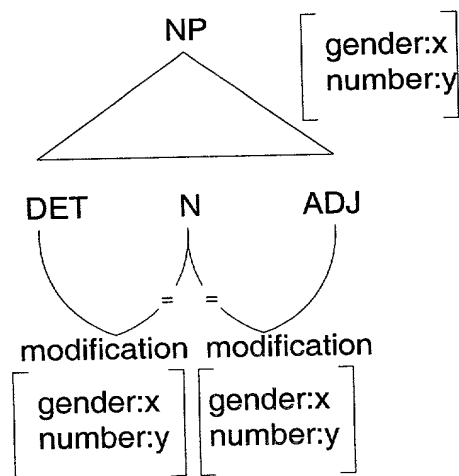 NP
gender:x
number:y
DET N ADJ
= =
modification modification
gender:x gender:x
number:y number:y